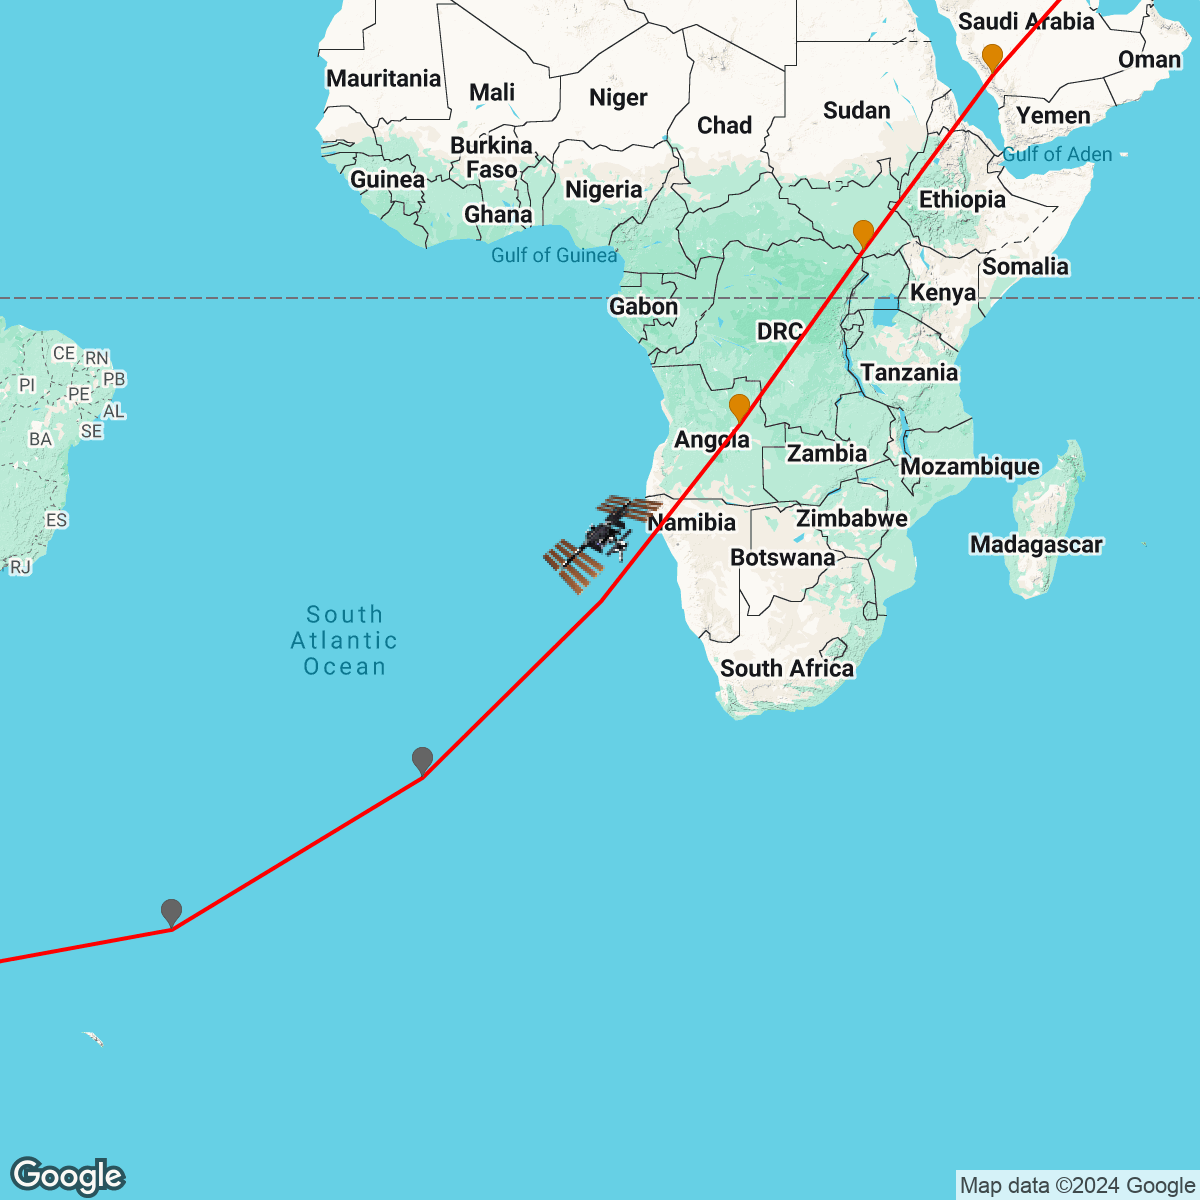 Saudi Arabia
Oman
Mauritania
Mali
Niger
Chad
Sudan
Yemen
Burkina
Faso
Gulf of Aden
Guinea
Nigeria
Ethiopia
Ghana
Gulf of Guinea
Somalia
Kenya
Gabon
DRC
CE
RN
PI
PB
PE
AL
SE
BA
Tanzania
Angola
Zambia
Mozambique
ES
Namibia
Zimbabwe
Madagascar
Botswana
RJ
South
Atlantic
Ocean
South Africa
Google
Map data ©2024 Google